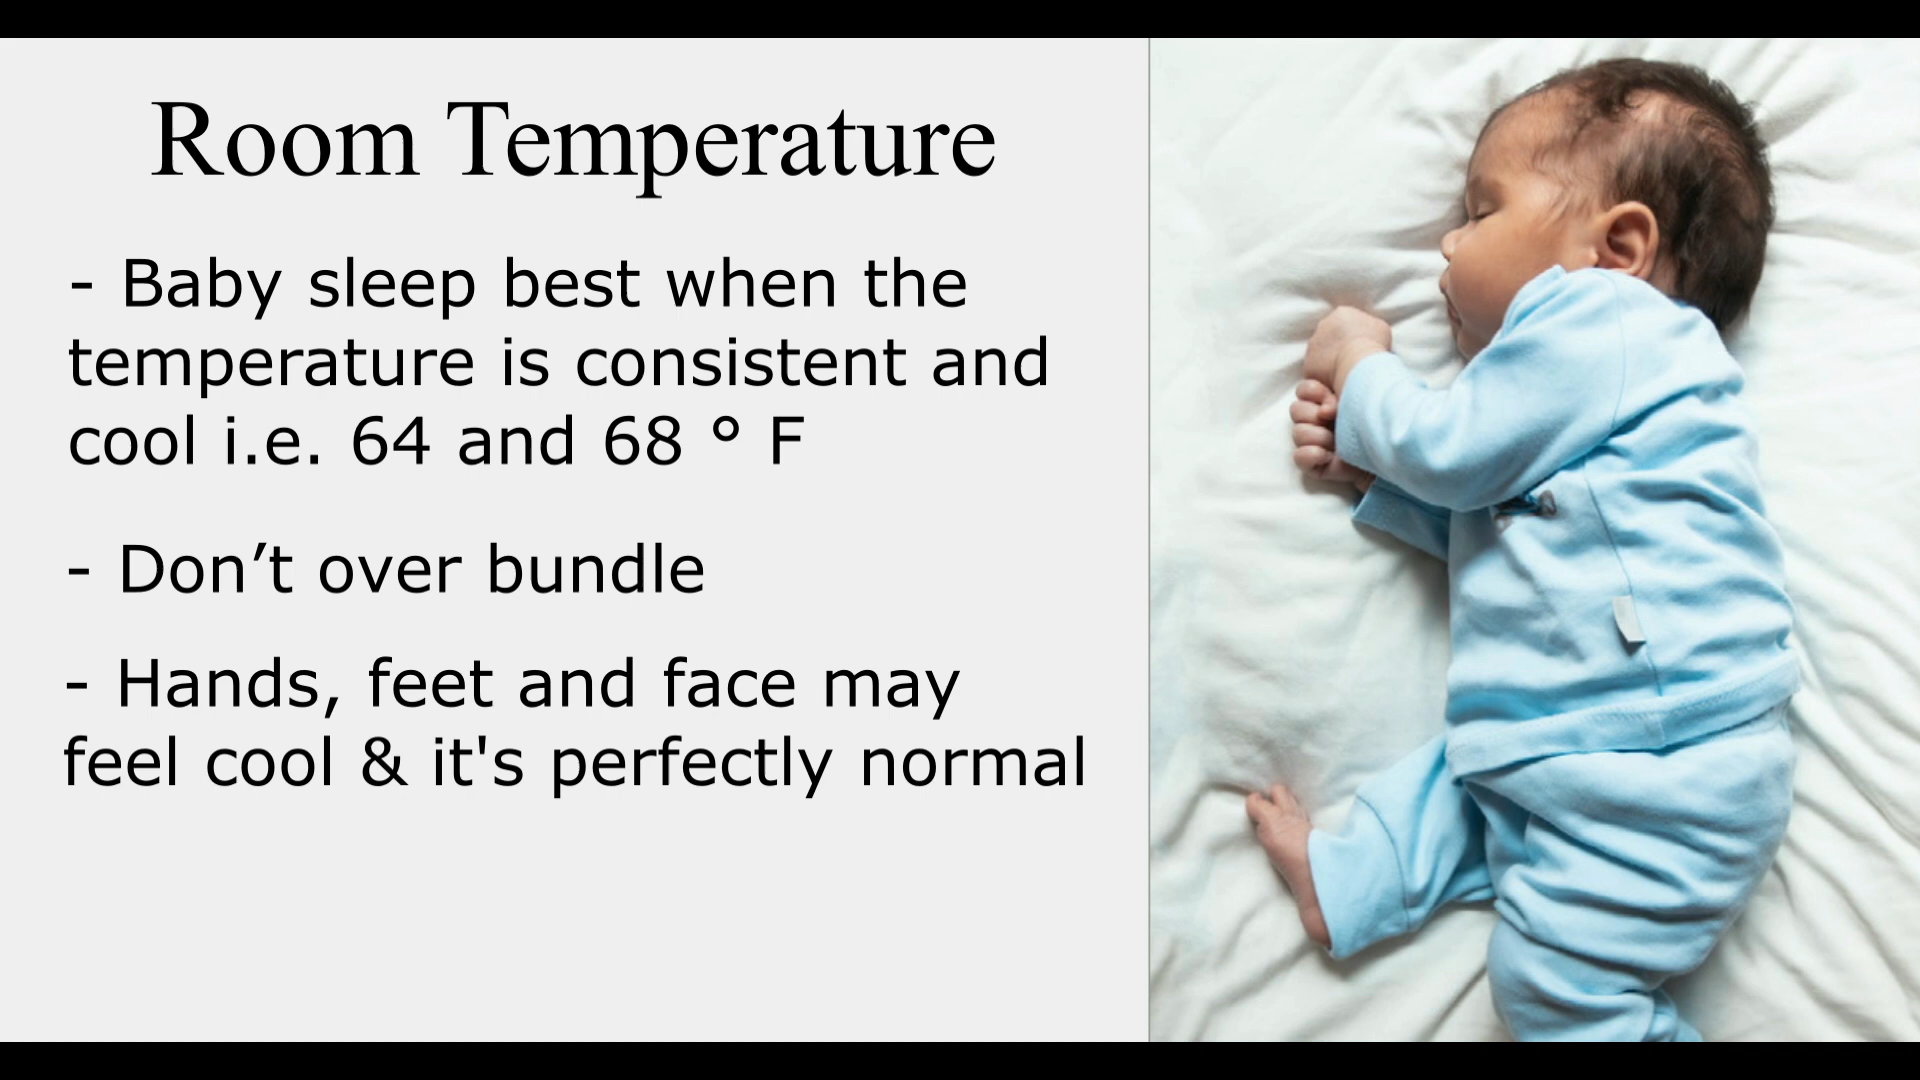 Room Temperature
- Baby sleep best when the
temperature is consistent and
cool i.e. 64 and 68 ° F
- Don’t over bundle
- Hands, feet and face may
feel cool & it's perfectly normal